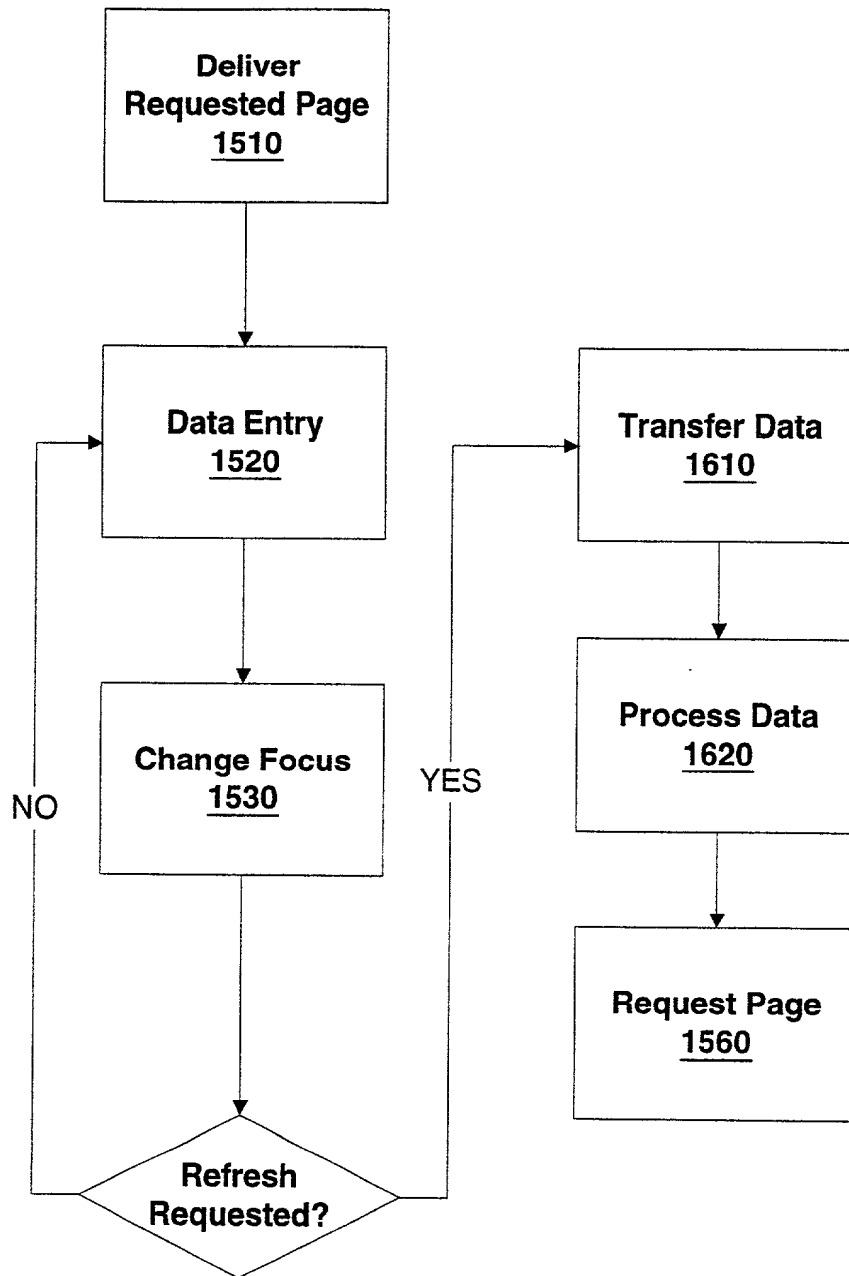 Deliver
Requested Page
1510
Data Entry
1520
Change Focus
1530
NO
Refresh
Requested?
YES
Transfer Data
1610
Process Data
1620
Request Page
1560